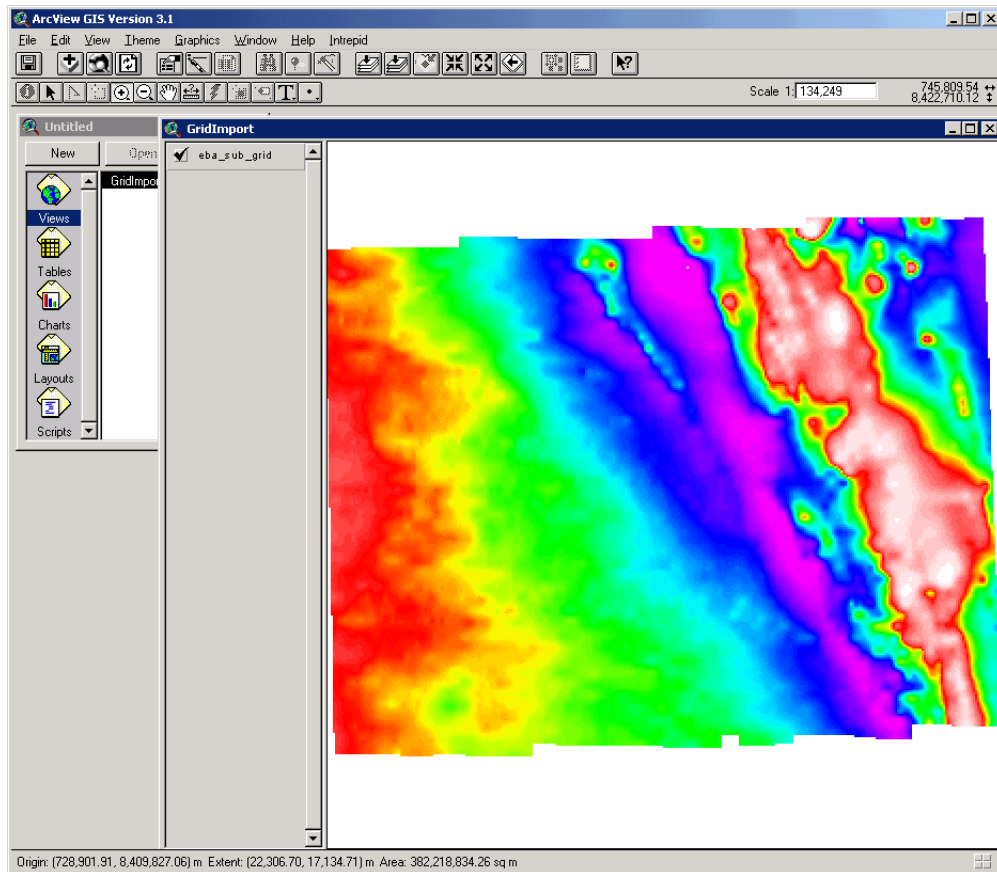 ArcView GIS Version 3.1
File Edit View Theme Graphics Window Help Intrepid
Scale 1: 134,249
745,809.54
8,422,710.12
Untitled
New Open
GridImpor
Views
Tables
Charts
Layouts
Scripts
GridImport
eba_sub_grid
Origin: (728,901.91, 8,409,827.06) m Extent: (22,306.70, 17,134.71) m Area: 382,218,834.26 sq m